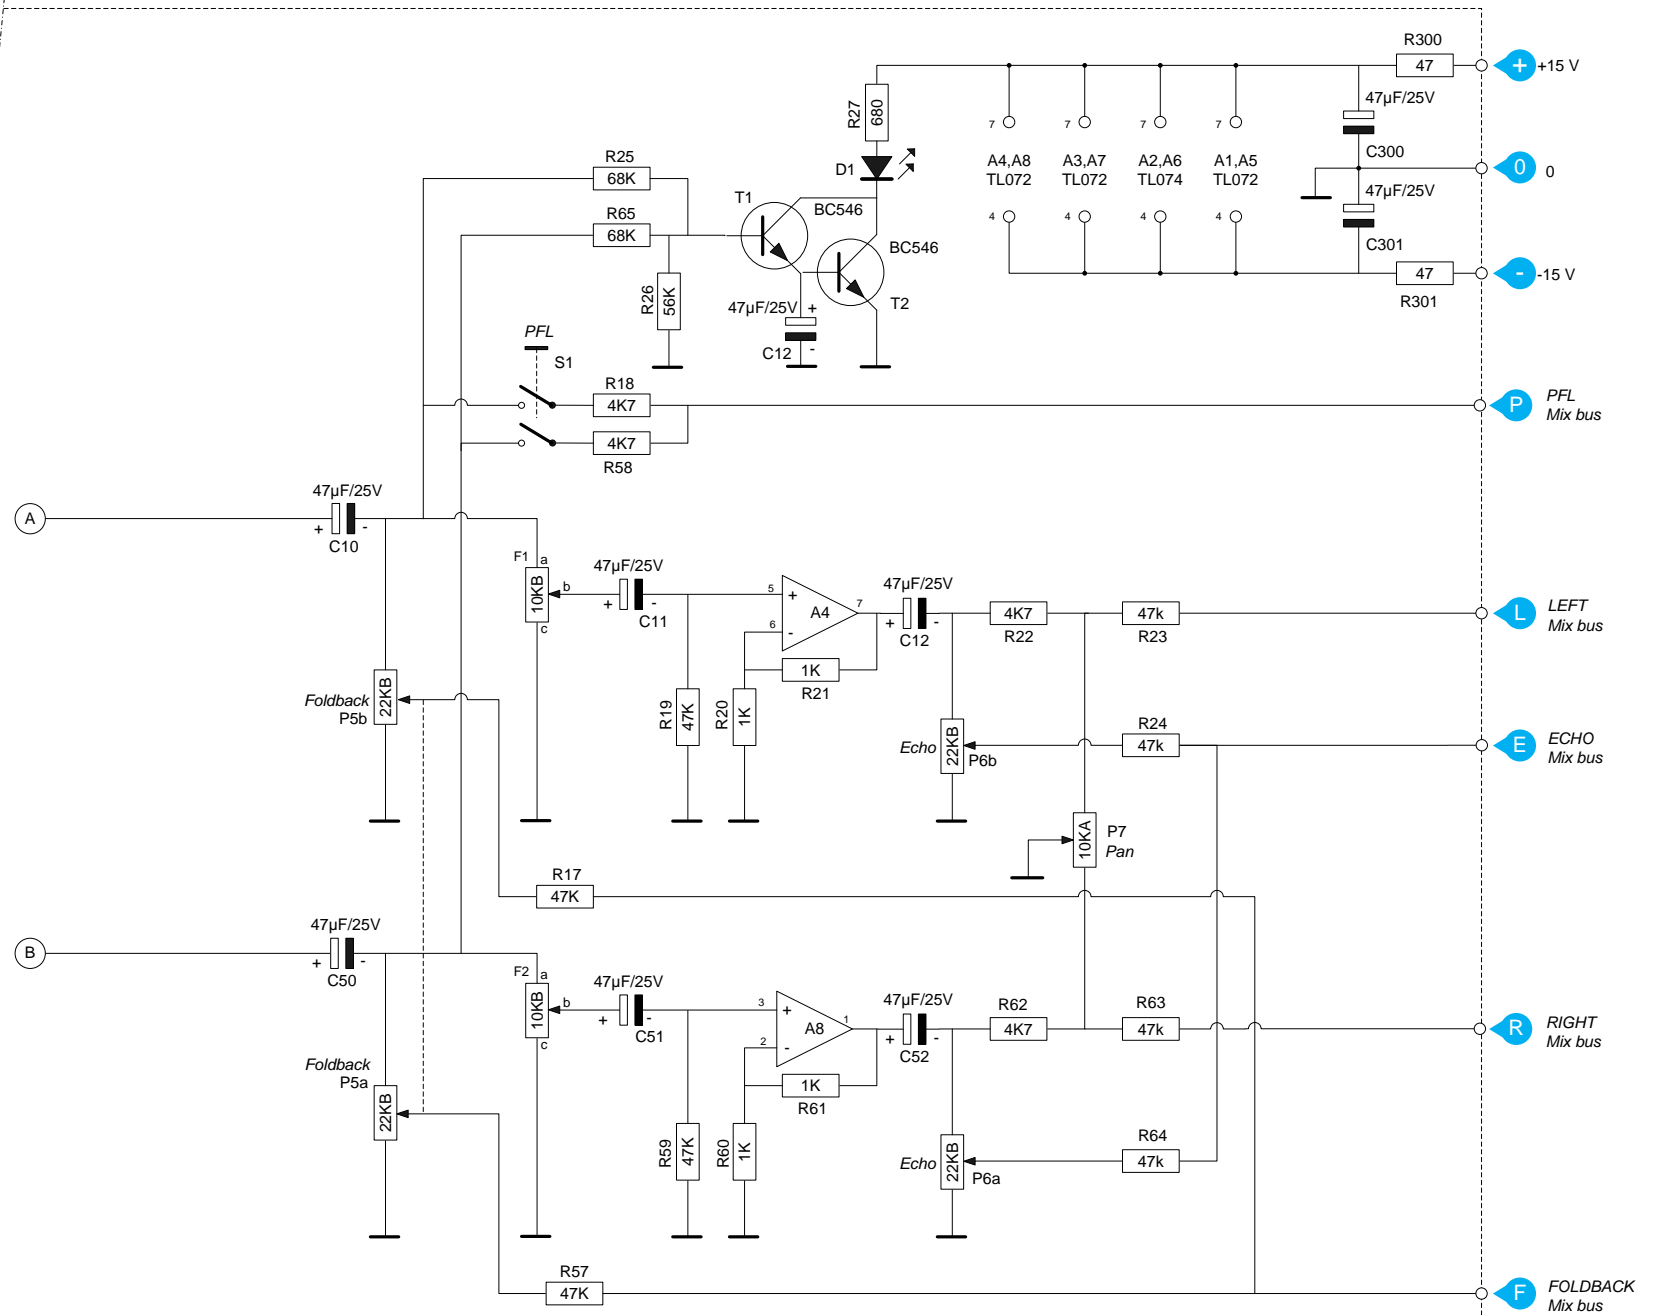 R300
47
+
+15 V
47µF/25V
C300
0
0
47µF/25V
C301
47
R301
-
-15 V
R27
680
D1
7
7
7
7
A4,A8
TL072
A3,A7
TL072
A2,A6
TL074
A1,A5
TL072
4
4
4
4
R25
68K
R65
68K
T1
BC546
BC546
T2
R26
56K
47µF/25V
+
C12
-
PFL
S1
R18
4K7
4K7
R58
P
PFL
Mix bus
A
47µF/25V
+
-
C10
F1
a
10KB
b
c
47µF/25V
+
-
C11
5
+
A4
7
6
-
1K
R21
47µF/25V
+
-
C12
4K7
R22
47k
R23
L
LEFT
Mix bus
Foldback
P5b
22KB
R19
47K
R20
1K
Echo
22KB
P6b
R24
47k
E
ECHO
Mix bus
10KA
P7
Pan
R17
47K
B
47µF/25V
+
-
C50
F2
a
10KB
b
c
47µF/25V
+
-
C51
3
+
A8
1
2
-
1K
R61
47µF/25V
+
-
C52
R62
4K7
R63
47k
R
RIGHT
Mix bus
Foldback
P5a
22KB
R59
47K
R60
1K
Echo
22KB
P6a
R64
47k
R57
47K
F
FOLDBACK
Mix bus